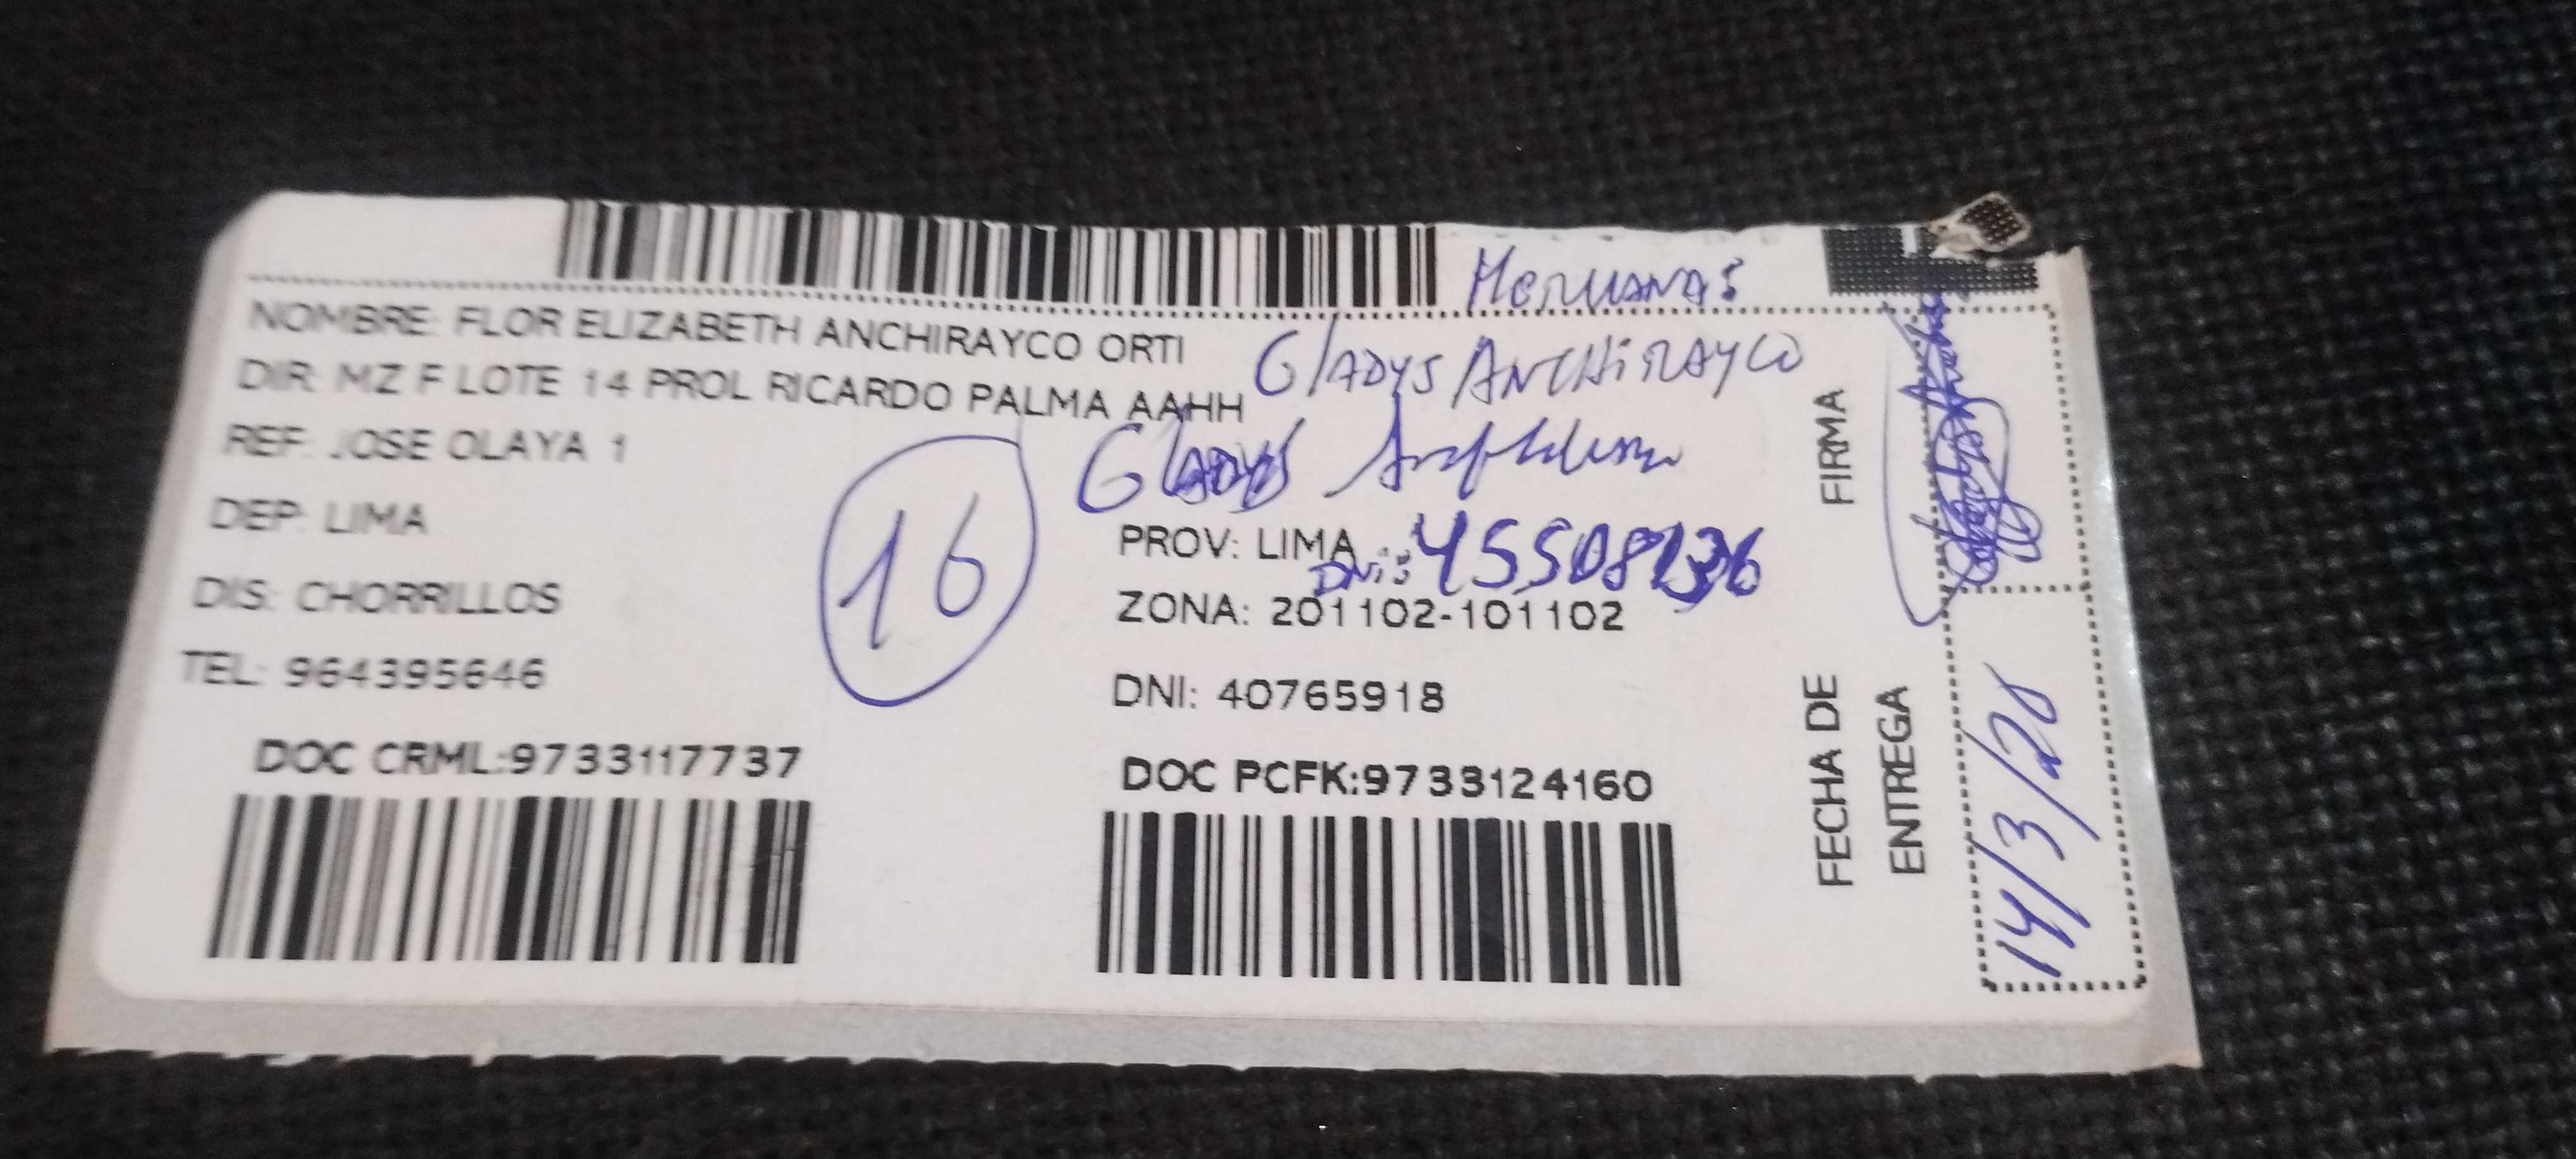 HERMANAS
NOMBRE: FLOR ELIZABETH ANCHIRAYCO ORTI
GLADYS ANCHIRAYCO
DIR: MZ F LOTE 14 PROL RICARDO PALMA AAHH
REF: JOSE OLAYA 1
GLADYS
DEP: LIMA
PROV: LIMA
DNI:
DIS: CHORRILLOS
ZONA: 201102-101102
TEL: 964395646
16
DNI: 40765918
DOC CRML:9733117737
DOC PCFK:9733124160
FIRMA
FECHA DE
ENTREGA
14/3/20